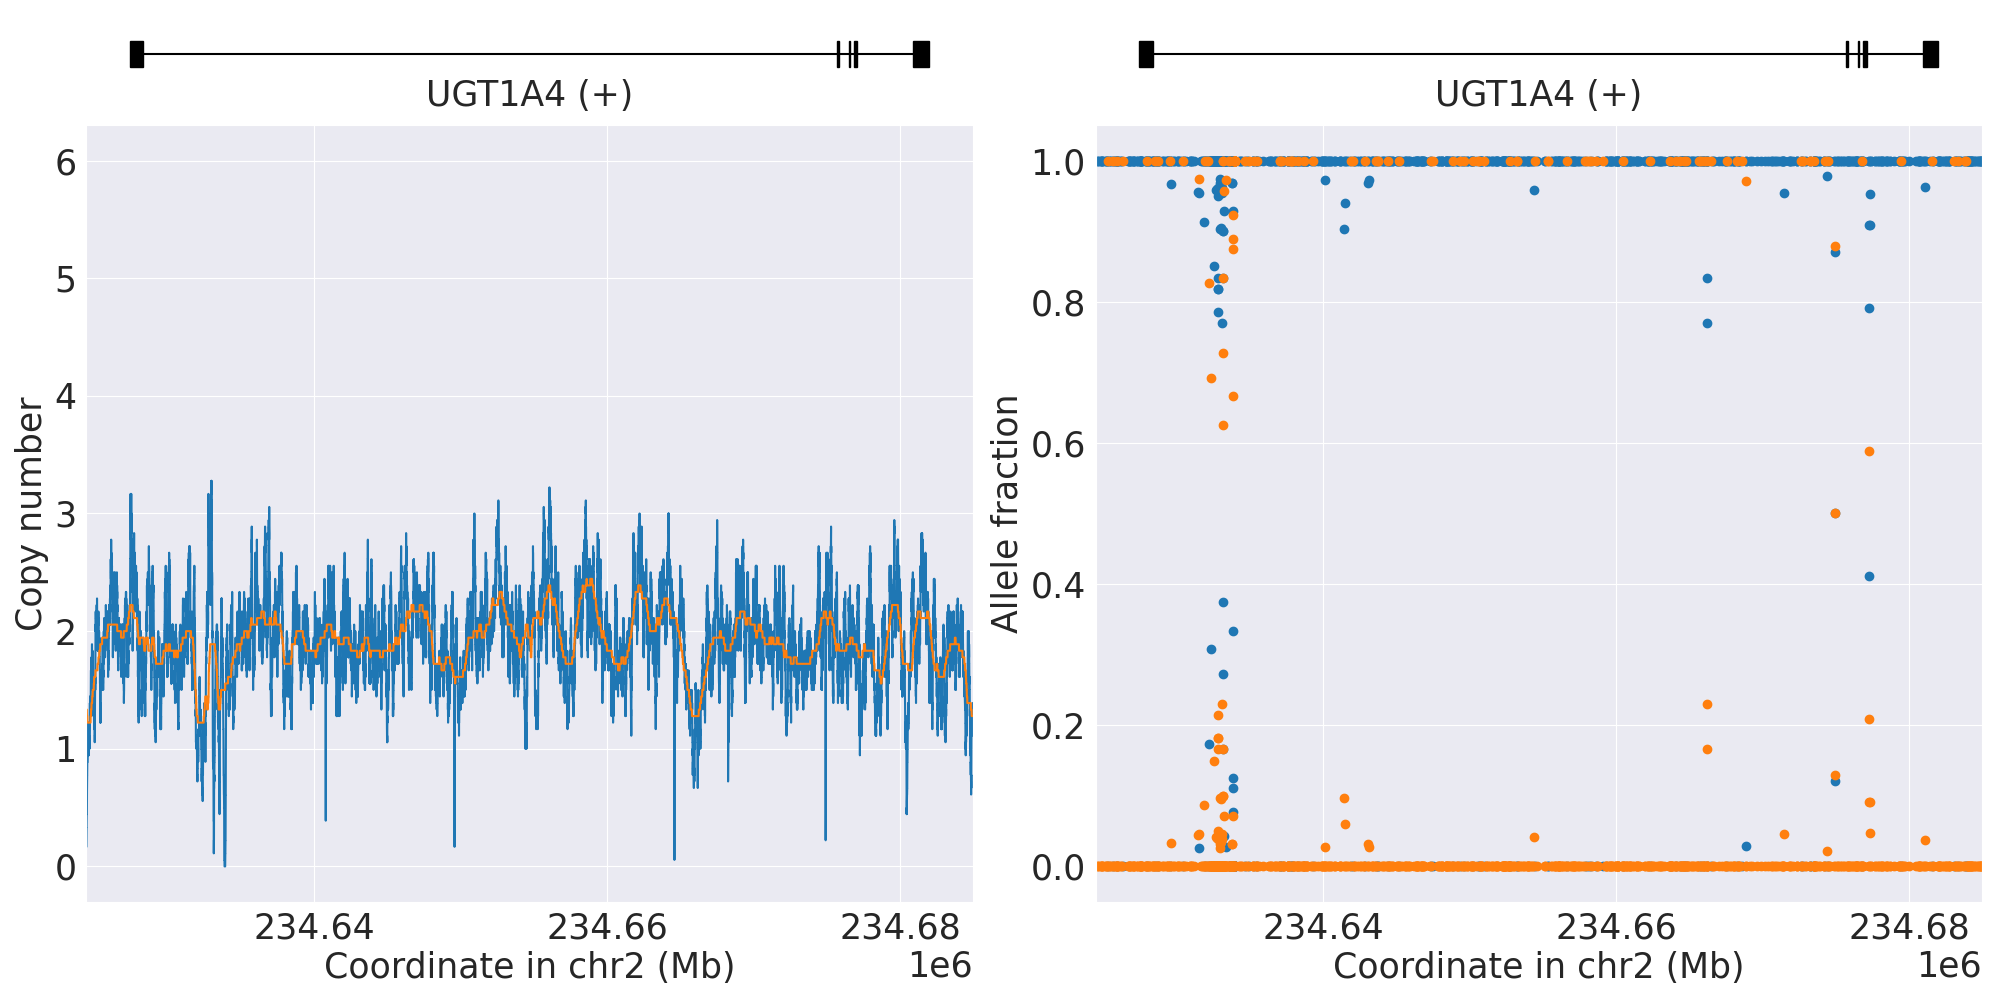 UGT1A4 (+)
6
5
4
3
2
1
0
Copy number
234.64
234.66
234.68
Coordinate in chr2 (Mb)
1e6
UGT1A4 (+)
1.0
0.8
0.6
0.4
0.2
0.0
Allele fraction
234.64
234.66
234.68
Coordinate in chr2 (Mb)
1e6